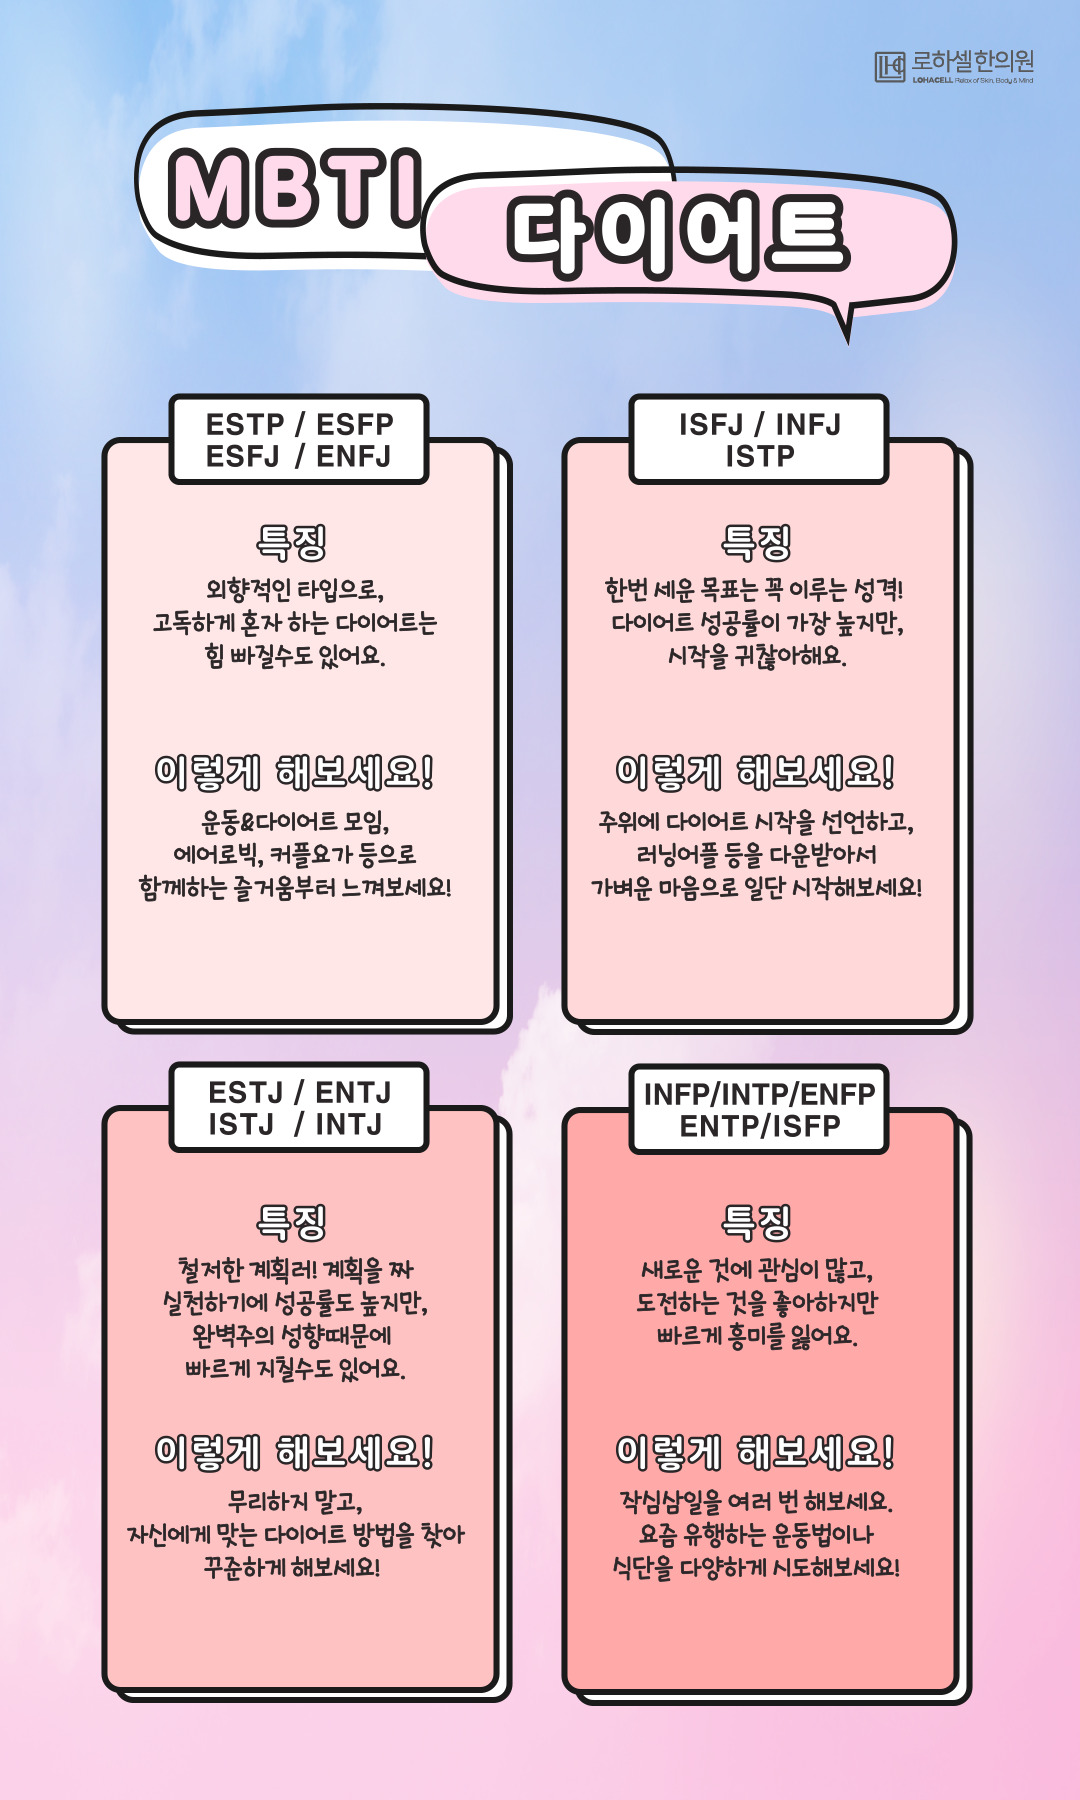 로하셀한의원
LOHACELL Relax of Skin, Body & Mind
MBTI
다이어트
ESTP / ESFP
ESFJ / ENFJ
특징
외향적인 타입으로,
고독하게 혼자 하는 다이어트는
힘 빠질수도 있어요.
이렇게 해보세요!
운동&다이어트 모임,
에어로빅, 커플요가 등으로
함께하는 즐거움부터 느껴보세요!
ISFJ / INFJ
ISTP
특징
한번 세운 목표는 꼭 이루는 성격!
다이어트 성공률이 가장 높지만,
시작을 귀찮아해요.
이렇게 해보세요!
주위에 다이어트 시작을 선언하고,
러닝어플 등을 다운받아서
가벼운 마음으로 일단 시작해보세요!
ESTJ / ENTJ
ISTJ / INTJ
특징
철저한 계획러! 계획을 짜
실천하기에 성공률도 높지만,
완벽주의 성향때문에
빠르게 지칠수도 있어요.
이렇게 해보세요!
무리하지 말고,
자신에게 맞는 다이어트 방법을 찾아
꾸준하게 해보세요!
INFP/INTP/ENFP
ENTP/ISFP
특징
새로운 것에 관심이 많고,
도전하는 것을 좋아하지만
빠르게 흥미를 잃어요.
이렇게 해보세요!
작심삼일을 여러 번 해보세요.
요즘 유행하는 운동법이나
식단을 다양하게 시도해보세요!